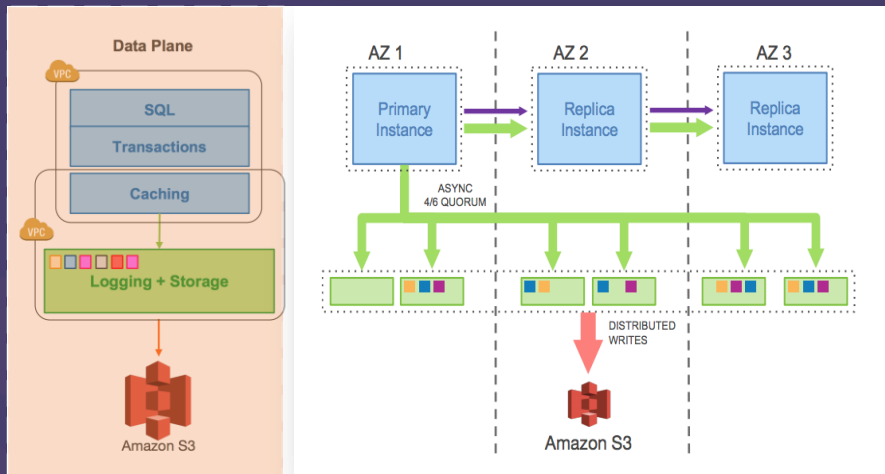 Data Plane
VPC
SQL
Transactions
Caching
VPC
Logging + Storage
Amazon S3
AZ 1
AZ 2
AZ 3
Primary
Instance
Replica
Instance
Replica
Instance
ASYNC
4/6 QUORUM
DISTRIBUTED
WRITES
Amazon S3